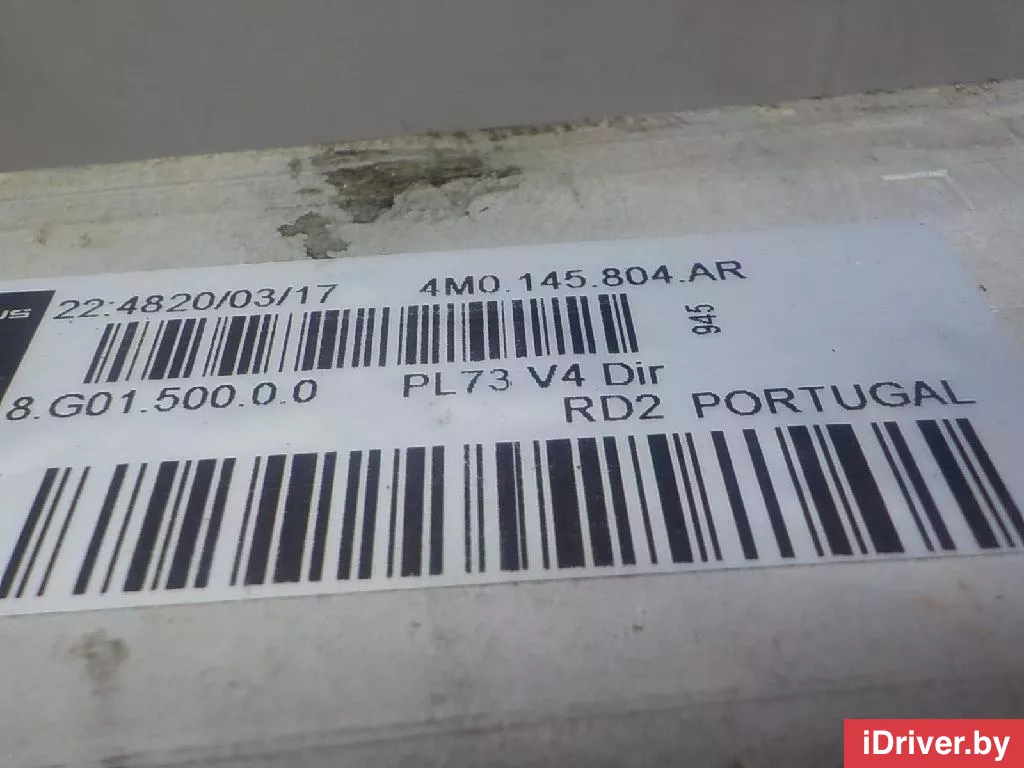 22:4820/03/17 4M0.145.804.AR
945
8.G01.500.0.0 PL73 V4 Dir
RD2 PORTUGAL
iDriver.by